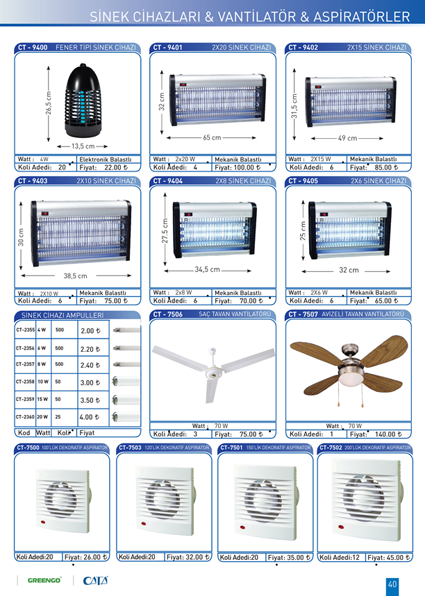 SİNEK CİHAZLARI & VANTİLATÖR & ASPİRATÖRLER
CT - 9400 FENER TİPİ SİNEK CİHAZI
26,5 cm
13,5 cm
Watt : 4W Elektronik Balastlı
Koli Adedi: 20 Fiyat: 22.00 ₺
CT - 9401 2X20 SİNEK CİHAZI
32 cm
65 cm
Watt : 2x20 W Mekanik Balastlı
Koli Adedi: 4 Fiyat: 100.00 ₺
CT - 9402 2X15 SİNEK CİHAZI
31,5 cm
49 cm
Watt : 2X15 W Mekanik Balastlı
Koli Adedi: 6 Fiyat: 85.00 ₺
CT - 9403 2X10 SİNEK CİHAZI
30 cm
38,5 cm
Watt : 2X10 W Mekanik Balastlı
Koli Adedi: 6 Fiyat: 75.00 ₺
CT - 9404 2X8 SİNEK CİHAZI
27,5 cm
34,5 cm
Watt : 2x8 W Mekanik Balastlı
Koli Adedi: 6 Fiyat: 70.00 ₺
CT - 9405 2X6 SİNEK CİHAZI
25 cm
32 cm
Watt : 2X6 W Mekanik Balastlı
Koli Adedi: 6 Fiyat: 65.00 ₺
SİNEK CİHAZI AMPULLERİ
CT-2355 4 W 500 2.00 ₺
CT-2356 6 W 500 2.20 ₺
CT-2357 8 W 500 2.40 ₺
CT-2358 10 W 50 3.00 ₺
CT-2359 15 W 50 3.50 ₺
CT-2360 20 W 25 4.00 ₺
Kod Watt Koli Fiyat
CT - 7506 SAÇ TAVAN VANTİLATÖRÜ
Watt : 70 W
Koli Adedi: 3 Fiyat: 75.00 ₺
CT - 7507 AVİZELİ TAVAN VANTİLATÖRÜ
Watt : 70 W
Koli Adedi: 1 Fiyat: 140.00 ₺
CT-7500 100'LÜK DEKORATİF ASPİRATÖR
Koli Adedi:20 Fiyat: 26.00 ₺
CT-7503 120'LİK DEKORATİF ASPİRATÖR
Koli Adedi:20 Fiyat: 32.00 ₺
CT-7501 150'LİK DEKORATİF ASPİRATÖR
Koli Adedi:20 Fiyat: 35.00 ₺
CT-7502 200'LÜK DEKORATİF ASPİRATÖR
Koli Adedi:12 Fiyat: 45.00 ₺
GREENGO
CATA
40